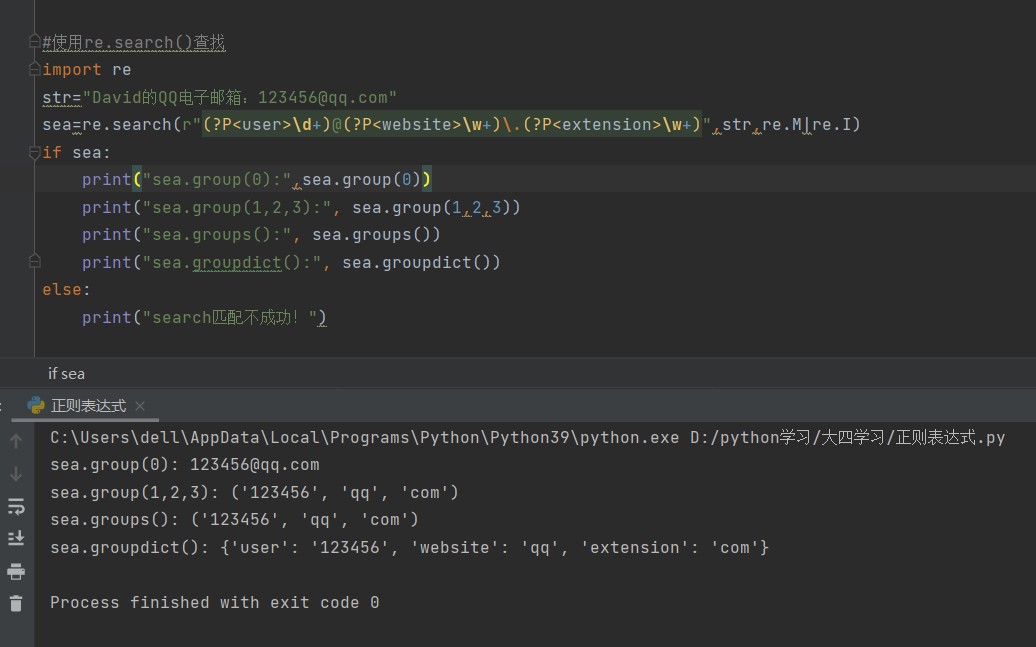 #使用re.search()查找
import re
str="David的QQ电子邮箱：123456@qq.com"
sea=re.search(r"(?P<user>\d+)@(?P<website>\w+)\.(?P<extension>\w+)",str,re.M|re.I)
if sea:
    print("sea.group(0):",sea.group(0))
    print("sea.group(1,2,3):", sea.group(1,2,3))
    print("sea.groups():", sea.groups())
    print("sea.groupdict():", sea.groupdict())
else:
    print("search匹配不成功！")
if sea
: 正则表达式 ×
C:\Users\dell\AppData\Local\Programs\Python\Python39\python.exe D:/python学习/大四学习/正则表达式.py
sea.group(0): 123456@qq.com
sea.group(1,2,3): ('123456', 'qq', 'com')
sea.groups(): ('123456', 'qq', 'com')
sea.groupdict(): {'user': '123456', 'website': 'qq', 'extension': 'com'}
Process finished with exit code 0